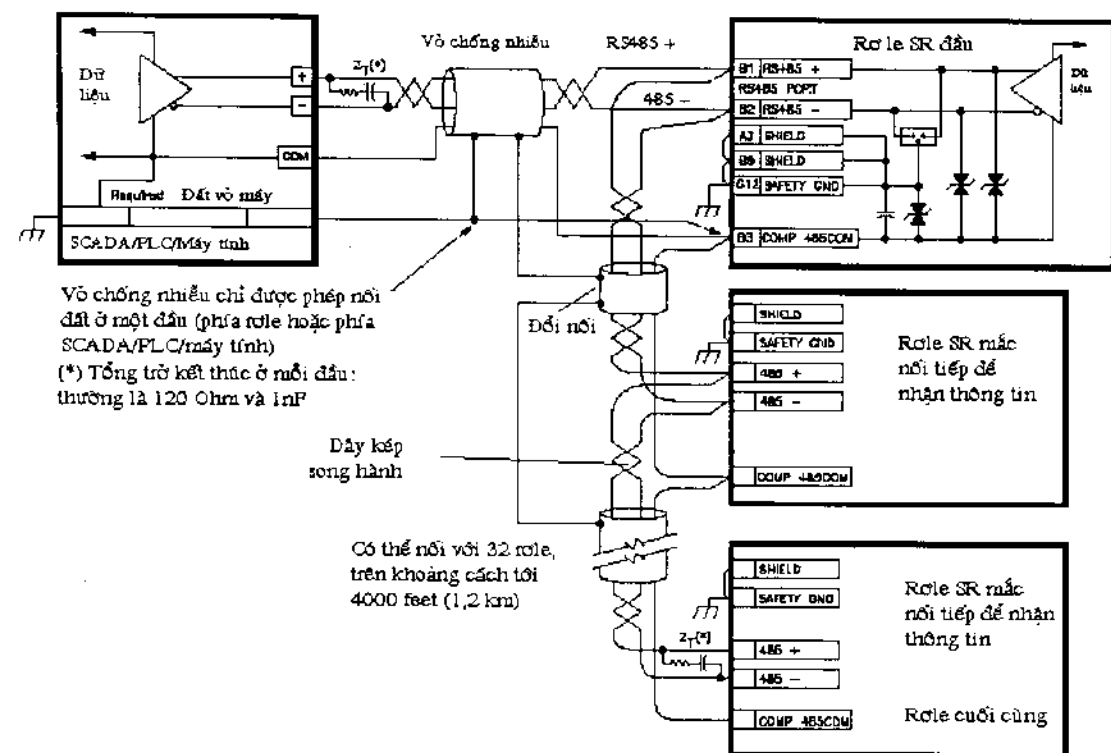 Dữ
liệu
+
−
COM
Required Đất vỏ máy
SCADA/PLC/Máy tính
Z_T(*)
Vỏ chống nhiễu
RS485 +
485 −
Rơ le SR đầu
B1 RS485 +
RS485 PORT
B2 RS485 −
SHIELD
SHIELD
G12 SAFETY GND
B3 COMP 485COM
Dữ
liệu
Vỏ chống nhiễu chỉ được phép nối
đất ở một đầu (phía rơle hoặc phía
SCADA/PLC/máy tính)
(*) Tổng trở kết thúc ở mỗi đầu:
thường là 120 Ohm và 1nF
Đổi nối
SHIELD
SAFETY GND
485 +
485 −
COMP 485COM
Rơle SR mắc
nối tiếp để
nhận thông tin
Dây kép
song hành
Có thể nối với 32 rơle,
trên khoảng cách tới
4000 feet (1,2 km)
Z_T(*)
SHIELD
SAFETY GND
485 +
485 −
COMP 485COM
Rơle SR mắc
nối tiếp để nhận
thông tin
Rơle cuối cùng